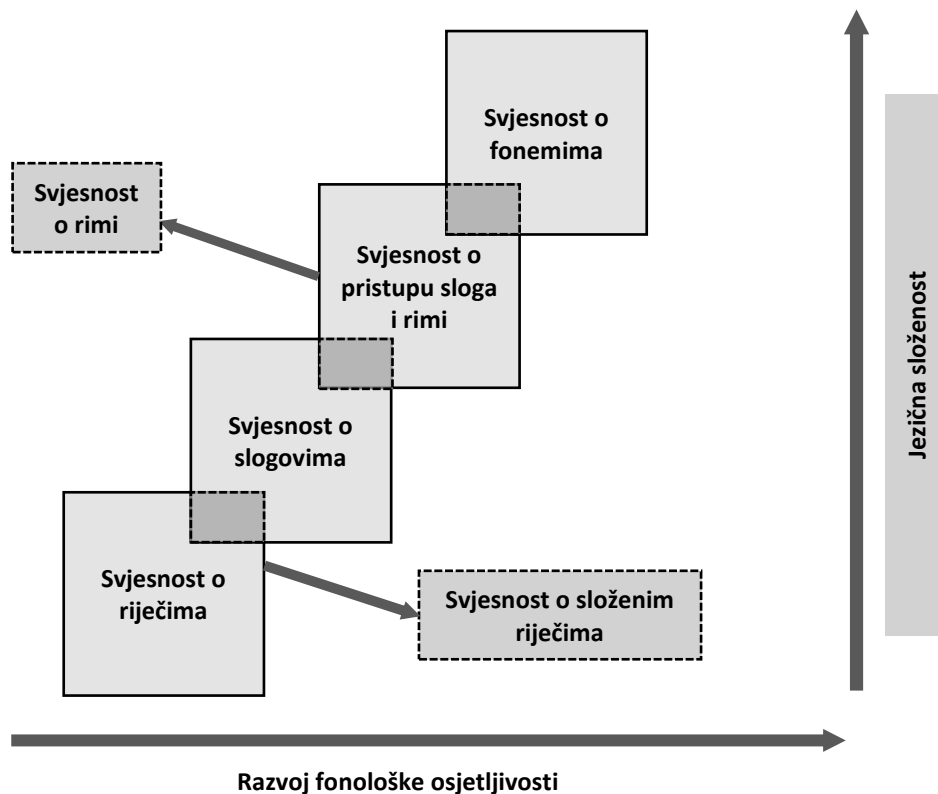 Svjesnost o
fonemima
Svjesnost
o rimi
Svjesnost o
pristupu sloga
i rimi
Svjesnost o
slogovima
Svjesnost o
riječima
Svjesnost o složenim
riječima
Jezična složenost
Razvoj fonološke osjetljivosti